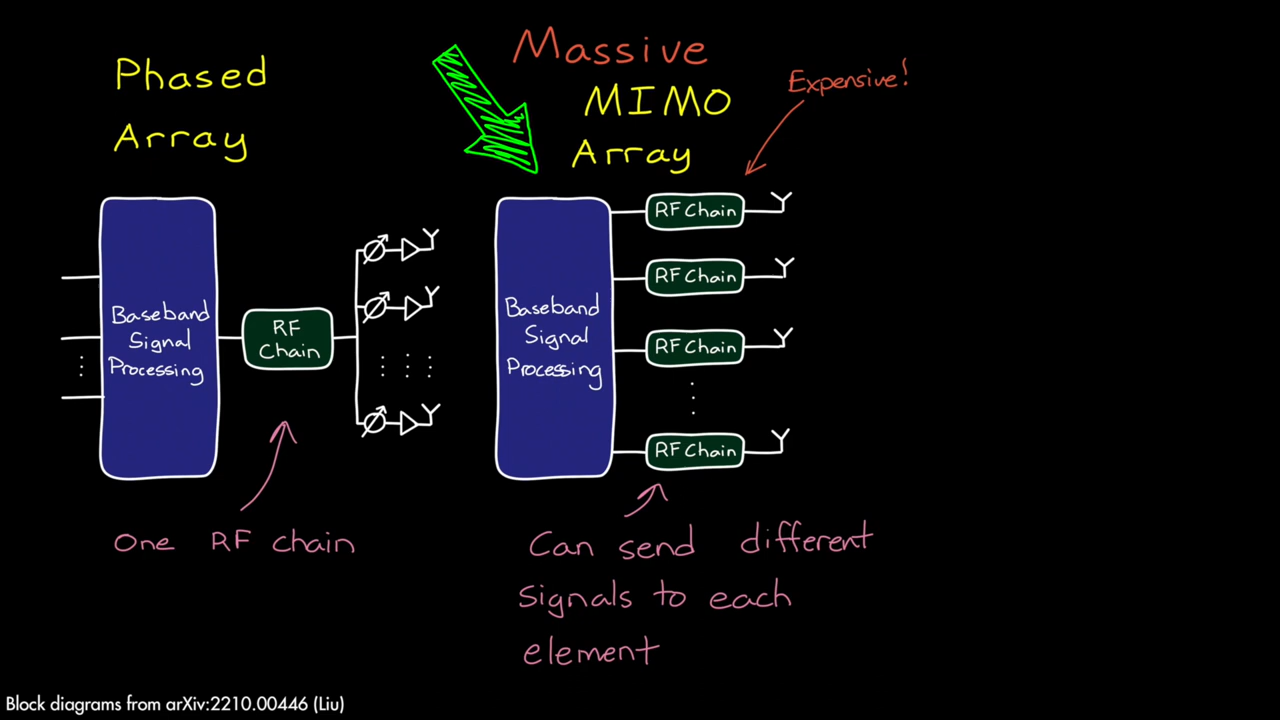 Phased
Array
Baseband
Signal
Processing
RF
Chain
One RF chain
Massive
MIMO
Array
Expensive!
Baseband
Signal
Processing
RF Chain
RF Chain
RF Chain
RF Chain
Can send different
signals to each
element
Block diagrams from arXiv:2210.00446 (Liu)